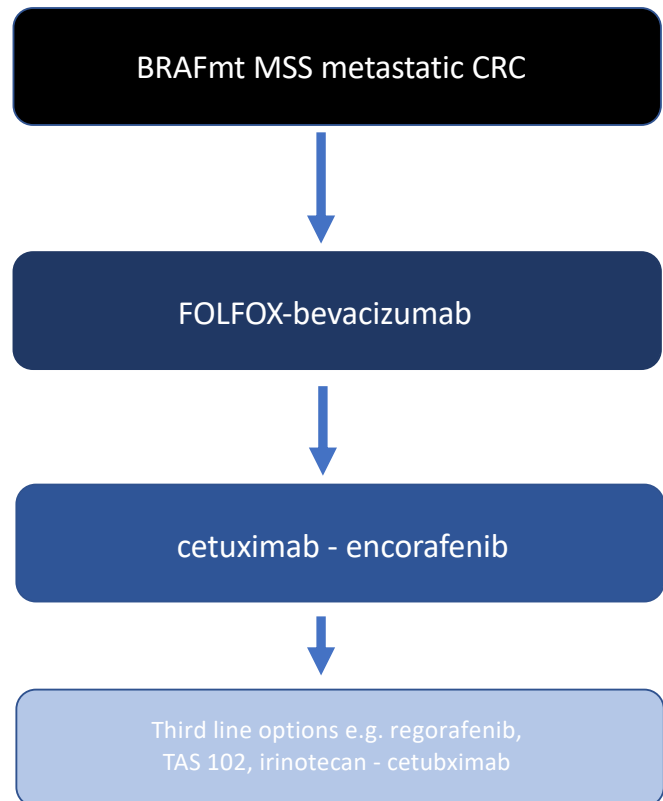 BRAFmt MSS metastatic CRC
FOLFOX-bevacizumab
cetuximab - encorafenib
Third line options e.g. regorafenib,
TAS 102, irinotecan - cetubximab